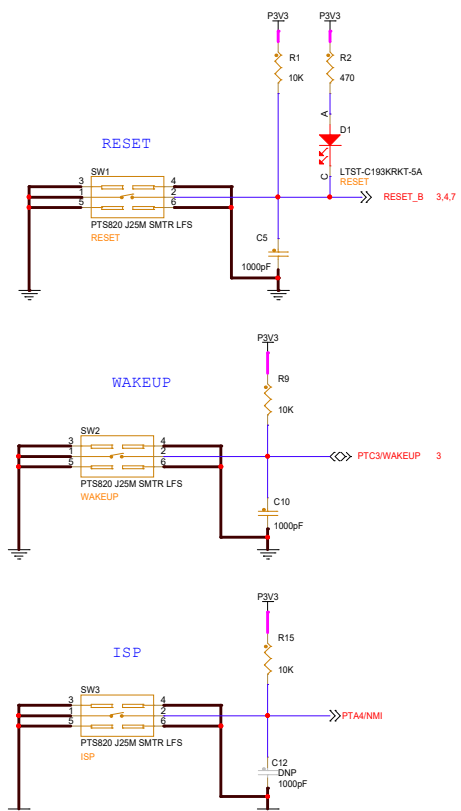 P3V3 P3V3
R1 R2
10K 470
A
D1
RESET
SW1 LTST-C193KRKT-5A
3 4 C RESET
1 2 RESET_B 3,4,7
5 6
PTS820 J25M SMTR LFS
RESET
C5
1000pF
P3V3
WAKEUP R9
10K
SW2
3 4
1 2 PTC3/WAKEUP 3
5 6
PTS820 J25M SMTR LFS
WAKEUP C10
1000pF
P3V3
R15
ISP
10K
SW3
3 4
1 2 PTA4/NMI
5 6
PTS820 J25M SMTR LFS
ISP C12
DNP
1000pF